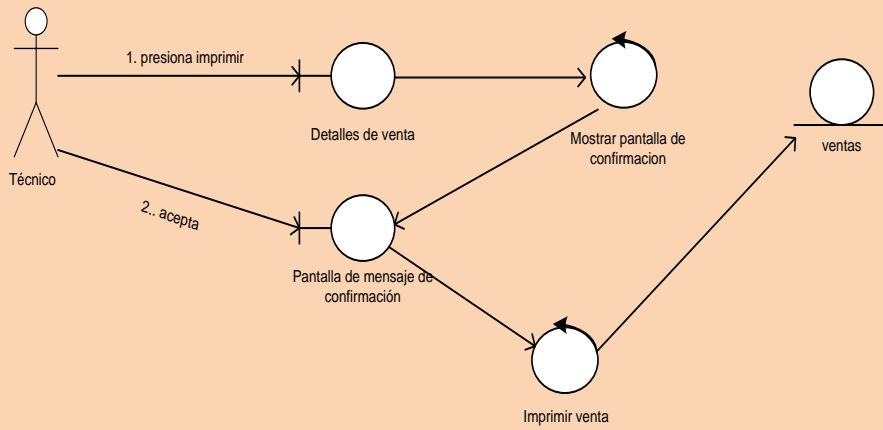 1. presiona imprimir
Detalles de venta
Mostrar pantalla de
confirmacion
ventas
Técnico
2.. acepta
Pantalla de mensaje de
confirmación
Imprimir venta